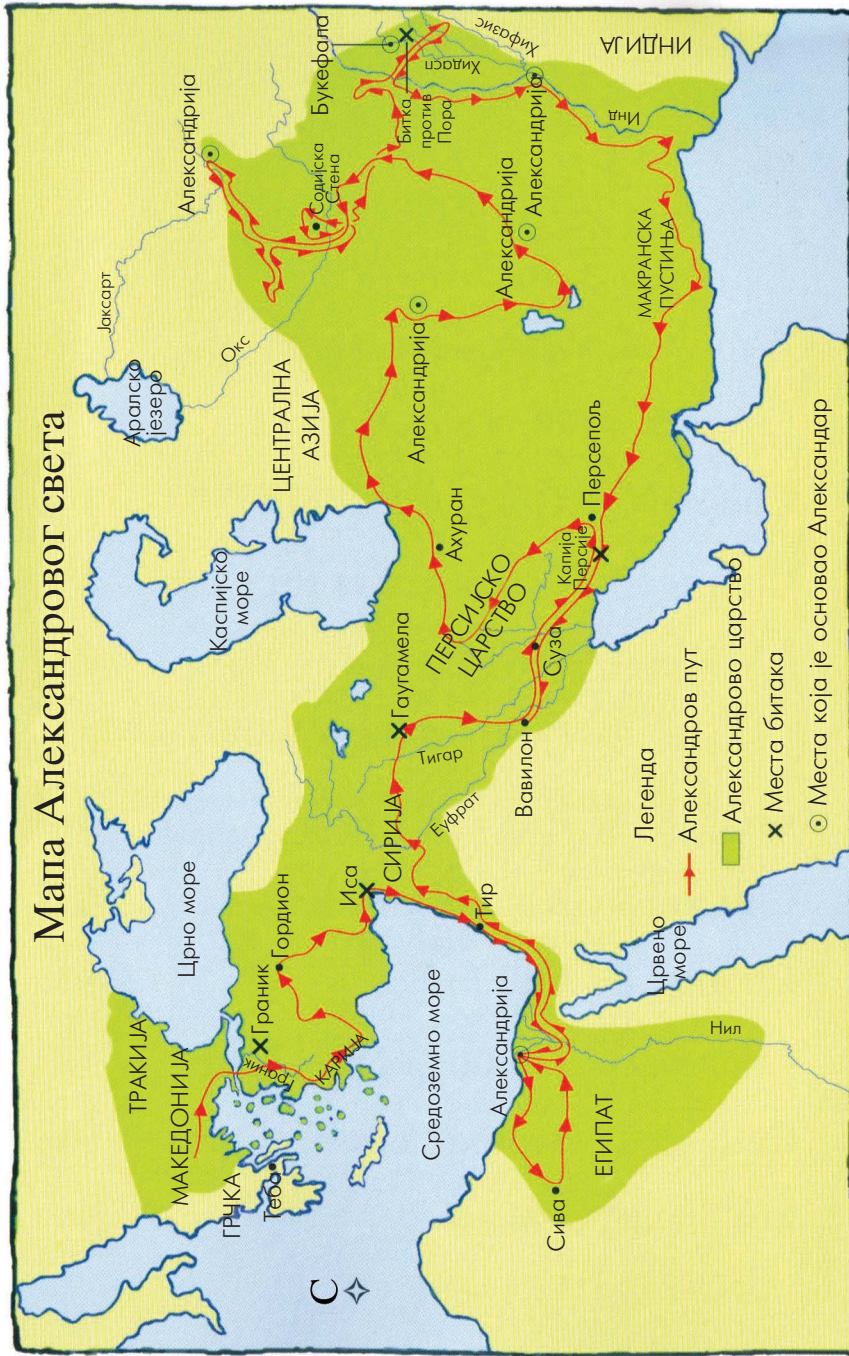 Мапа Александровог света
С
ТРАКИЈА
МАКЕДОНИЈА
ГРЧКА
Теба
Црно море
Граник
Граник
КАРИЈА
Гордион
Иса
СИРИЈА
Средоземно море
Тир
Александрија
Сива
ЕГИПАТ
Нил
Црвено
море
Каспијско
море
Гаугамела
Тигар
Еуфрат
Вавилон
Суза
ПЕРСИЈСКО
ЦАРСТВО
Ахуран
Капија
Персије
Персепољ
Аралско
језеро
Јаксарт
Окс
ЦЕНТРАЛНА
АЗИЈА
Александрија
Александрија
Содијска
Стена
Букефала
Битка
против
Пора
Хидасп
Хифазис
Александрија
Александрија
Александрија
Инд
ИНДИЈА
МАКРАНСКА
ПУСТИЊА
Легенда
Александров пут
Александрово царство
Места битака
Места која је основао Александар